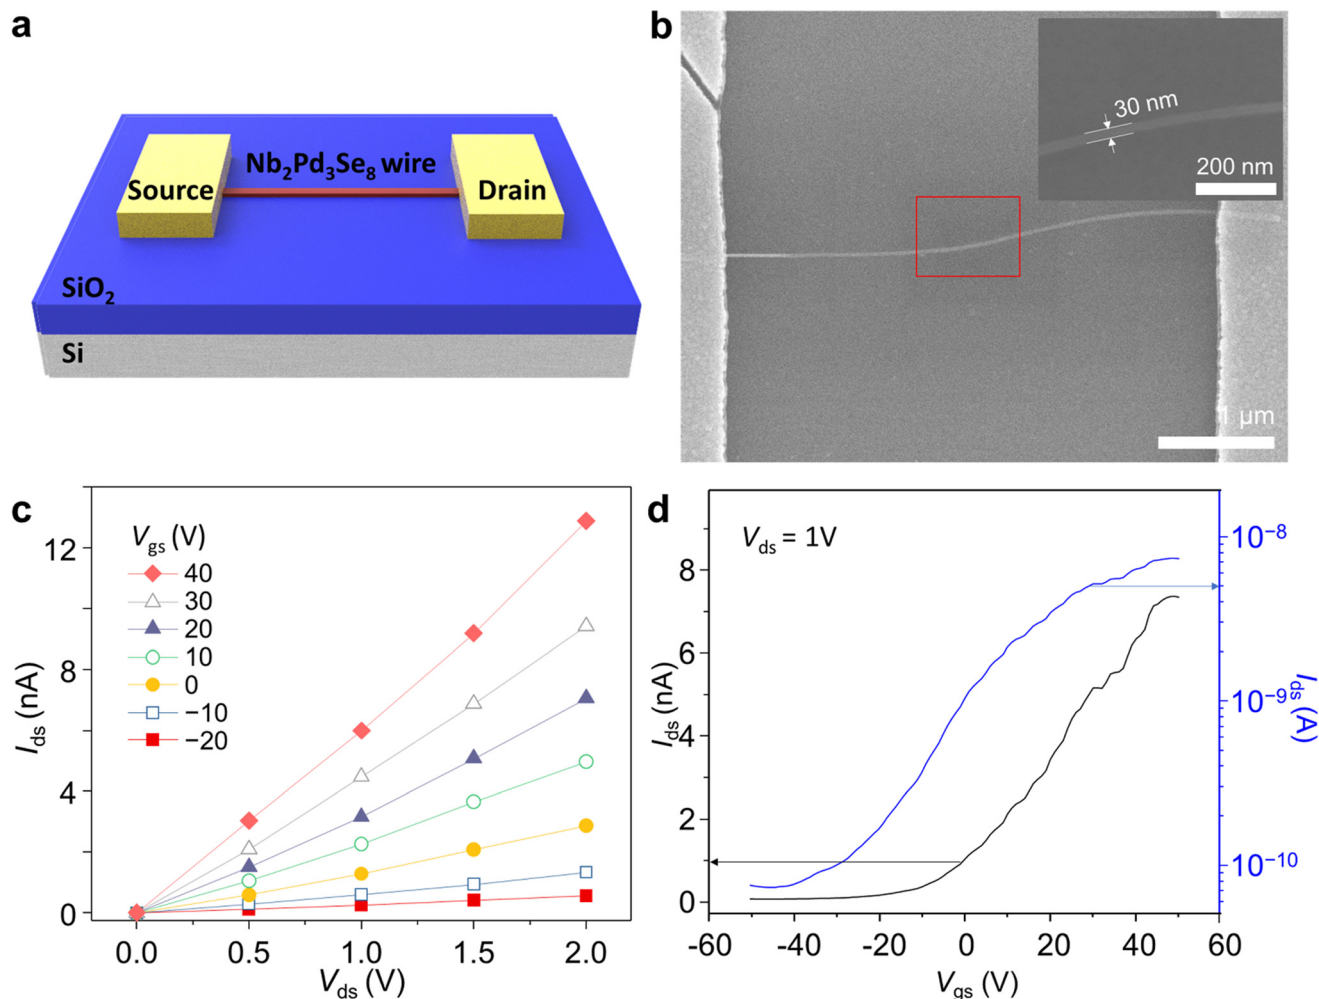 a
Nb₂Pd₃Se₈ wire
Source
Drain
SiO₂
Si
b
30 nm
200 nm
1 μm
c
Vgs (V)
40
30
20
10
0
−10
−20
12
8
4
0
Ids (nA)
0.0 0.5 1.0 1.5 2.0
Vds (V)
d
Vds = 1V
8
6
4
2
0
Ids (nA)
10⁻⁸
10⁻⁹
10⁻¹⁰
Ids (A)
-60 -40 -20 0 20 40 60
Vgs (V)